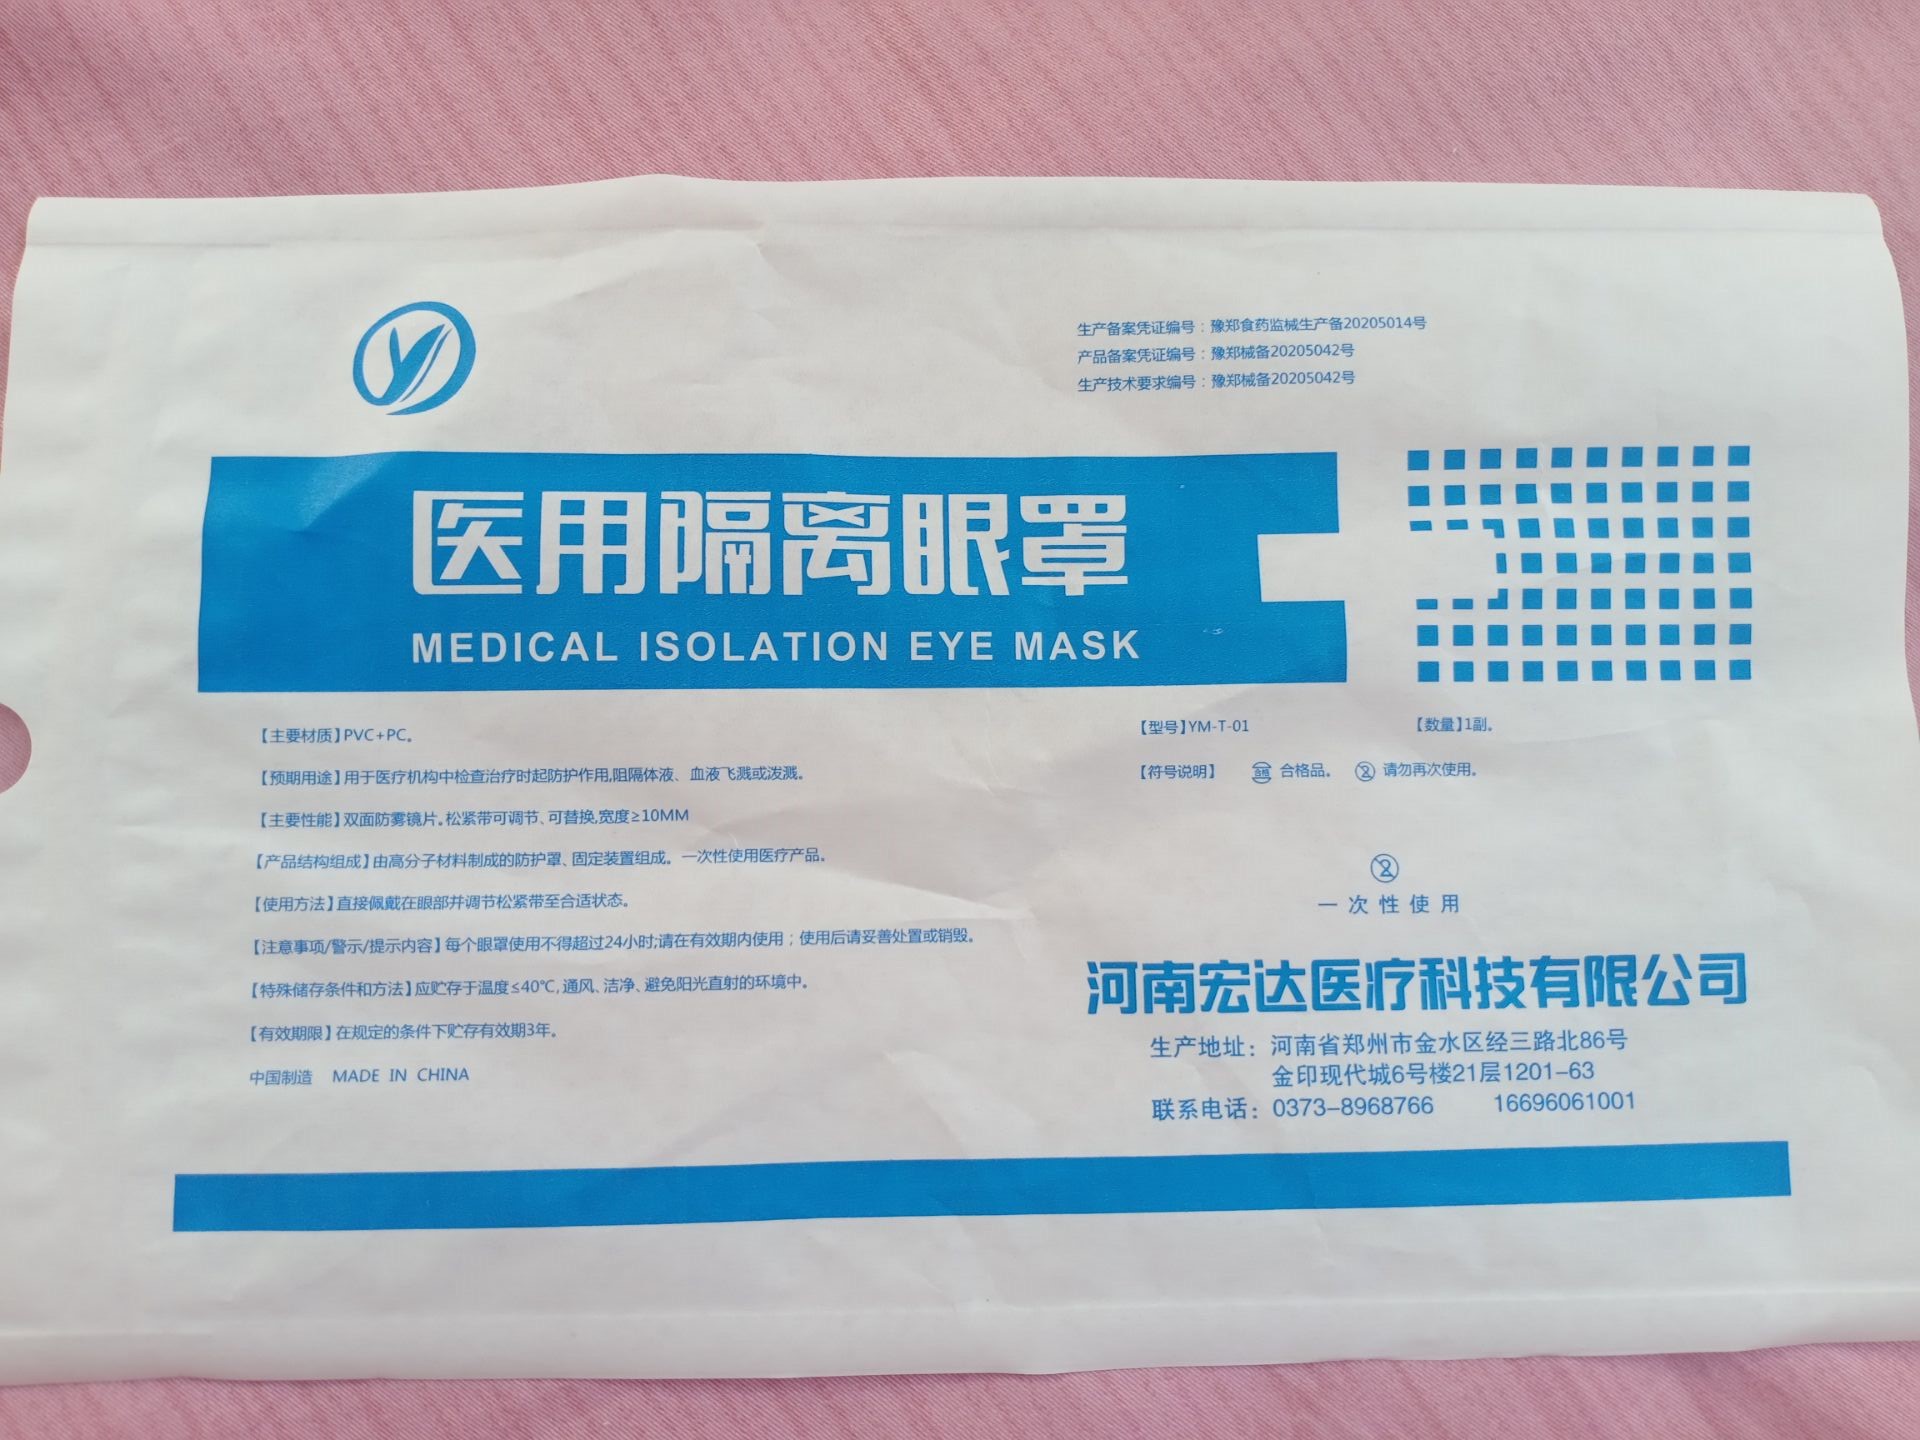 生产备案凭证编号：豫郑食药监械生产备20205014号
产品备案凭证编号：豫郑械备20205042号
生产技术要求编号：豫郑械备20205042号
医用隔离眼罩
MEDICAL ISOLATION EYE MASK
【主要材质】PVC+PC。
【预期用途】用于医疗机构中检查治疗时起防护作用,阻隔体液、血液飞溅或泼溅。
【主要性能】双面防雾镜片。松紧带可调节、可替换,宽度≥10MM
【产品结构组成】由高分子材料制成的防护罩、固定装置组成。一次性使用医疗产品。
【使用方法】直接佩戴在眼部并调节松紧带至合适状态。
【注意事项/警示/提示内容】每个眼罩使用不得超过24小时;请在有效期内使用；使用后请妥善处置或销毁。
【特殊储存条件和方法】应贮存于温度≤40℃,通风、洁净、避免阳光直射的环境中。
【有效期限】在规定的条件下贮存有效期3年。
中国制造 MADE IN CHINA
【型号】YM-T-01 【数量】1副。
【符号说明】 合格品。 2 请勿再次使用。
2
一次性使用
河南宏达医疗科技有限公司
生产地址：河南省郑州市金水区经三路北86号
金印现代城6号楼21层1201-63
联系电话：0373-8968766 16696061001